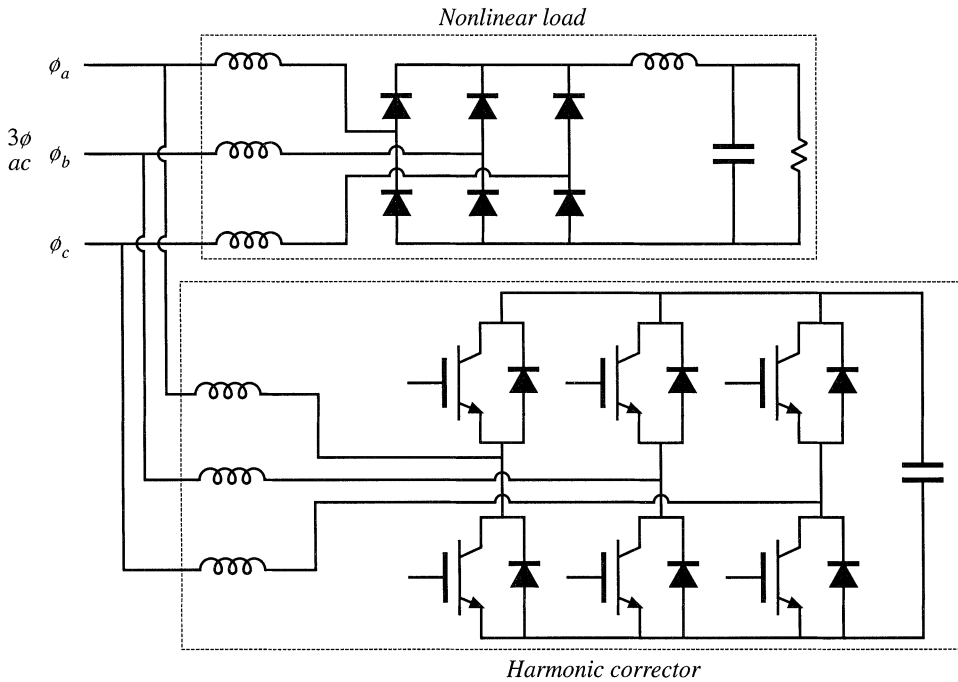 Nonlinear load
ϕa
3ϕ
ac
ϕb
ϕc
Harmonic corrector